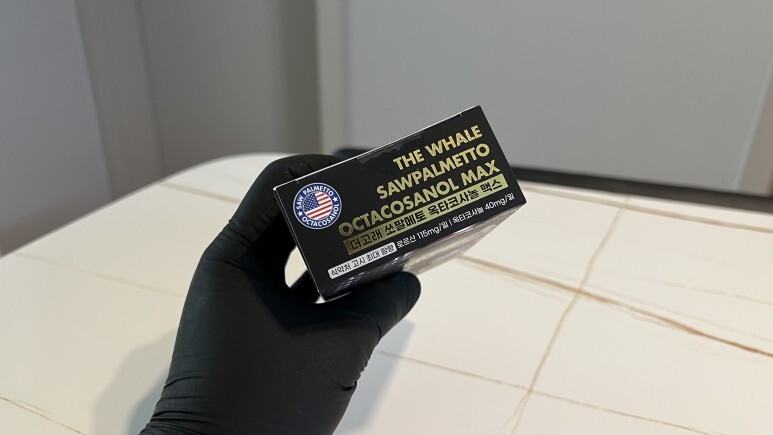 SAW PALMETTO
OCTACOSANOL
THE WHALE
SAWPALMETTO
OCTACOSANOL MAX
더고래 쏘팔메토 옥타코사놀 맥스
식약처 고시 최대 함량 로르산 115mg/일 | 옥타코사놀 40mg/일